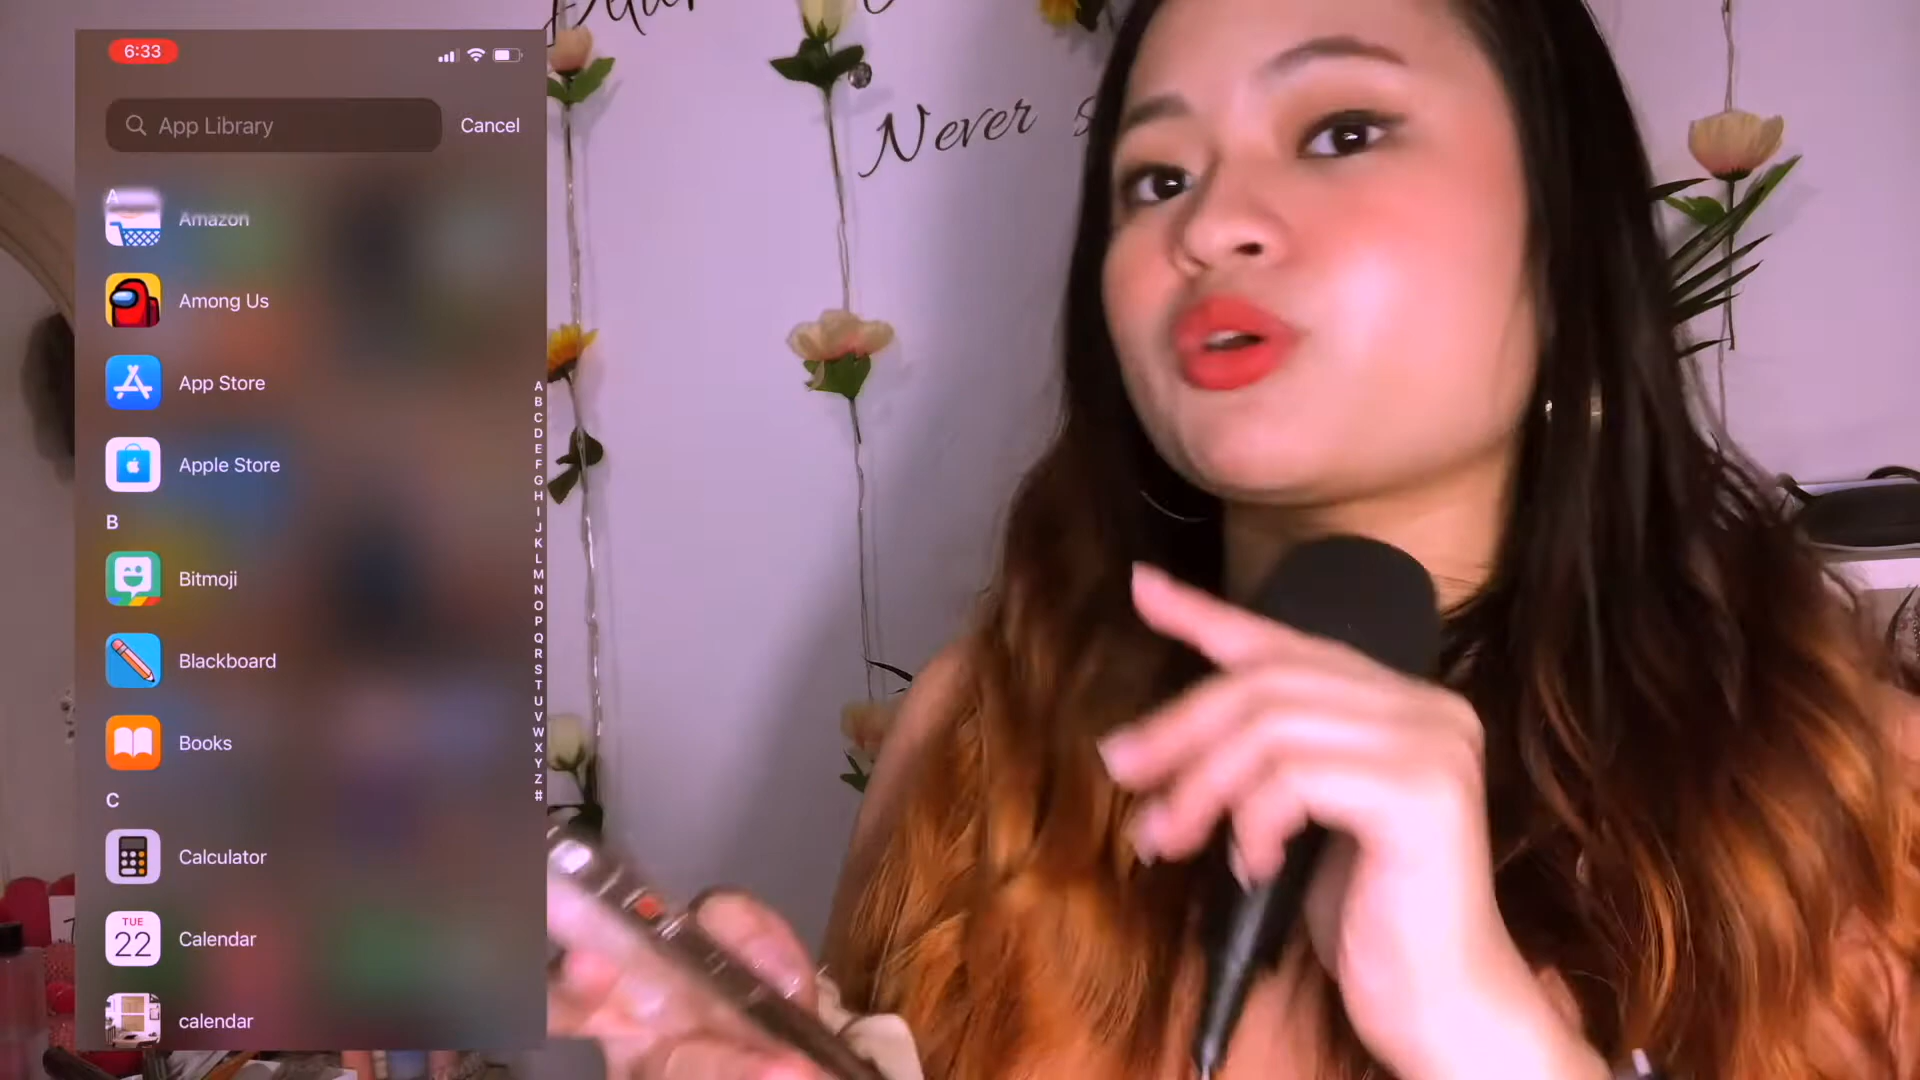 6:33
App Library
Cancel
Never s
A
Amazon
Among Us
App Store
Apple Store
B
Bitmoji
Blackboard
Books
C
Calculator
TUE
22
Calendar
calendar
A
B
C
D
E
F
G
H
I
J
K
L
M
N
O
P
Q
R
S
T
U
V
W
X
Y
Z
#